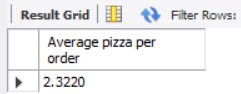 Result Grid Filter Rows:
Average pizza per
order
2.3220